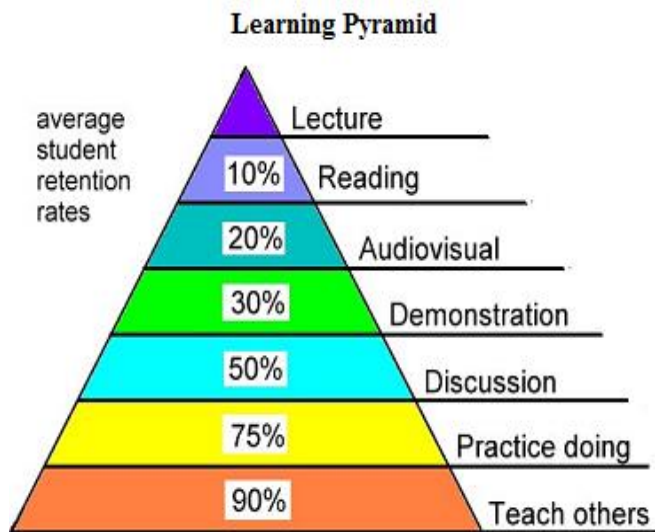 Learning Pyramid
average
student
retention
rates
Lecture
10% Reading
20% Audiovisual
30% Demonstration
50% Discussion
75% Practice doing
90% Teach others